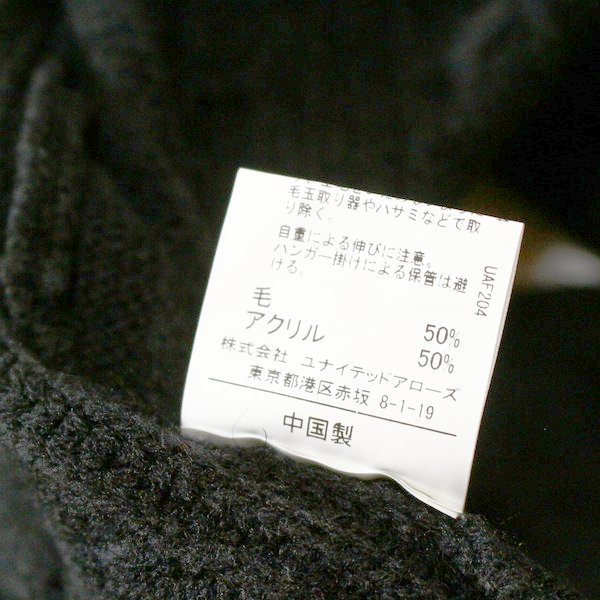 毛玉取り器やハサミなどで取
り除く。
自重による伸びに注意。
ハンガー掛けによる保管は避
ける。
毛 50%
アクリル 50%
株式会社 ユナイテッドアローズ
東京都港区赤坂 8-1-19
中国製
UAF204